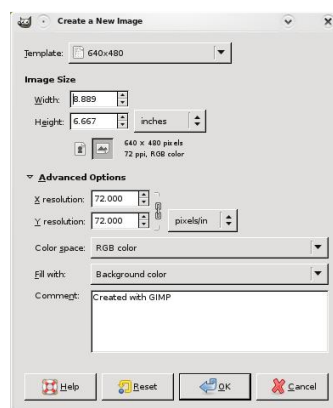 Create a New Image
Template: 640x480
Image Size
Width: 8.889
Height: 6.667 inches
640 x 480 pixels
72 ppi, RGB color
Advanced Options
X resolution: 72.000
Y resolution: 72.000 pixels/in
Color space: RGB color
Fill with: Background color
Comment: Created with GIMP
Help Reset OK Cancel